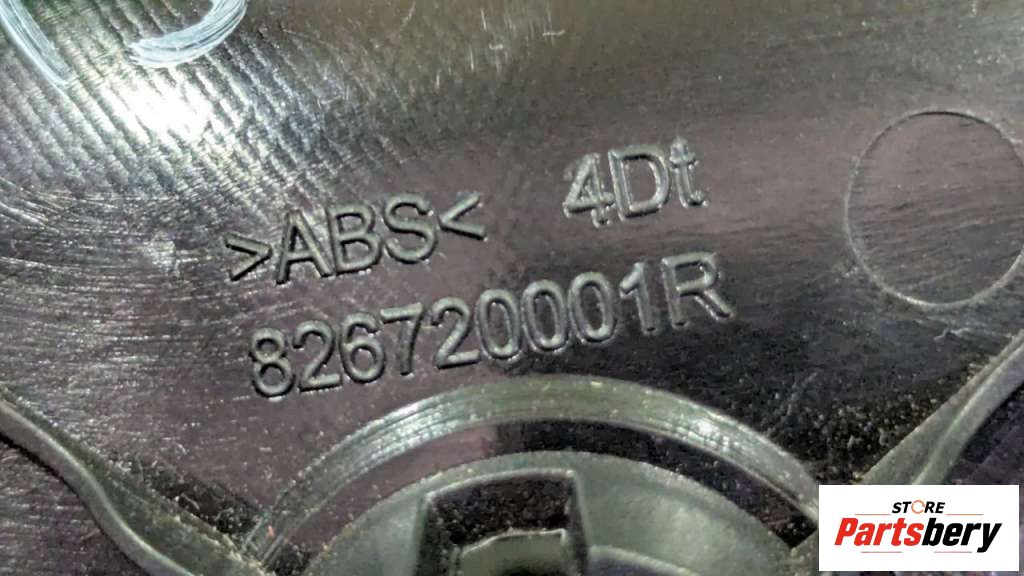 >ABS< 4Dt
826720001R
STORE
Partsbery